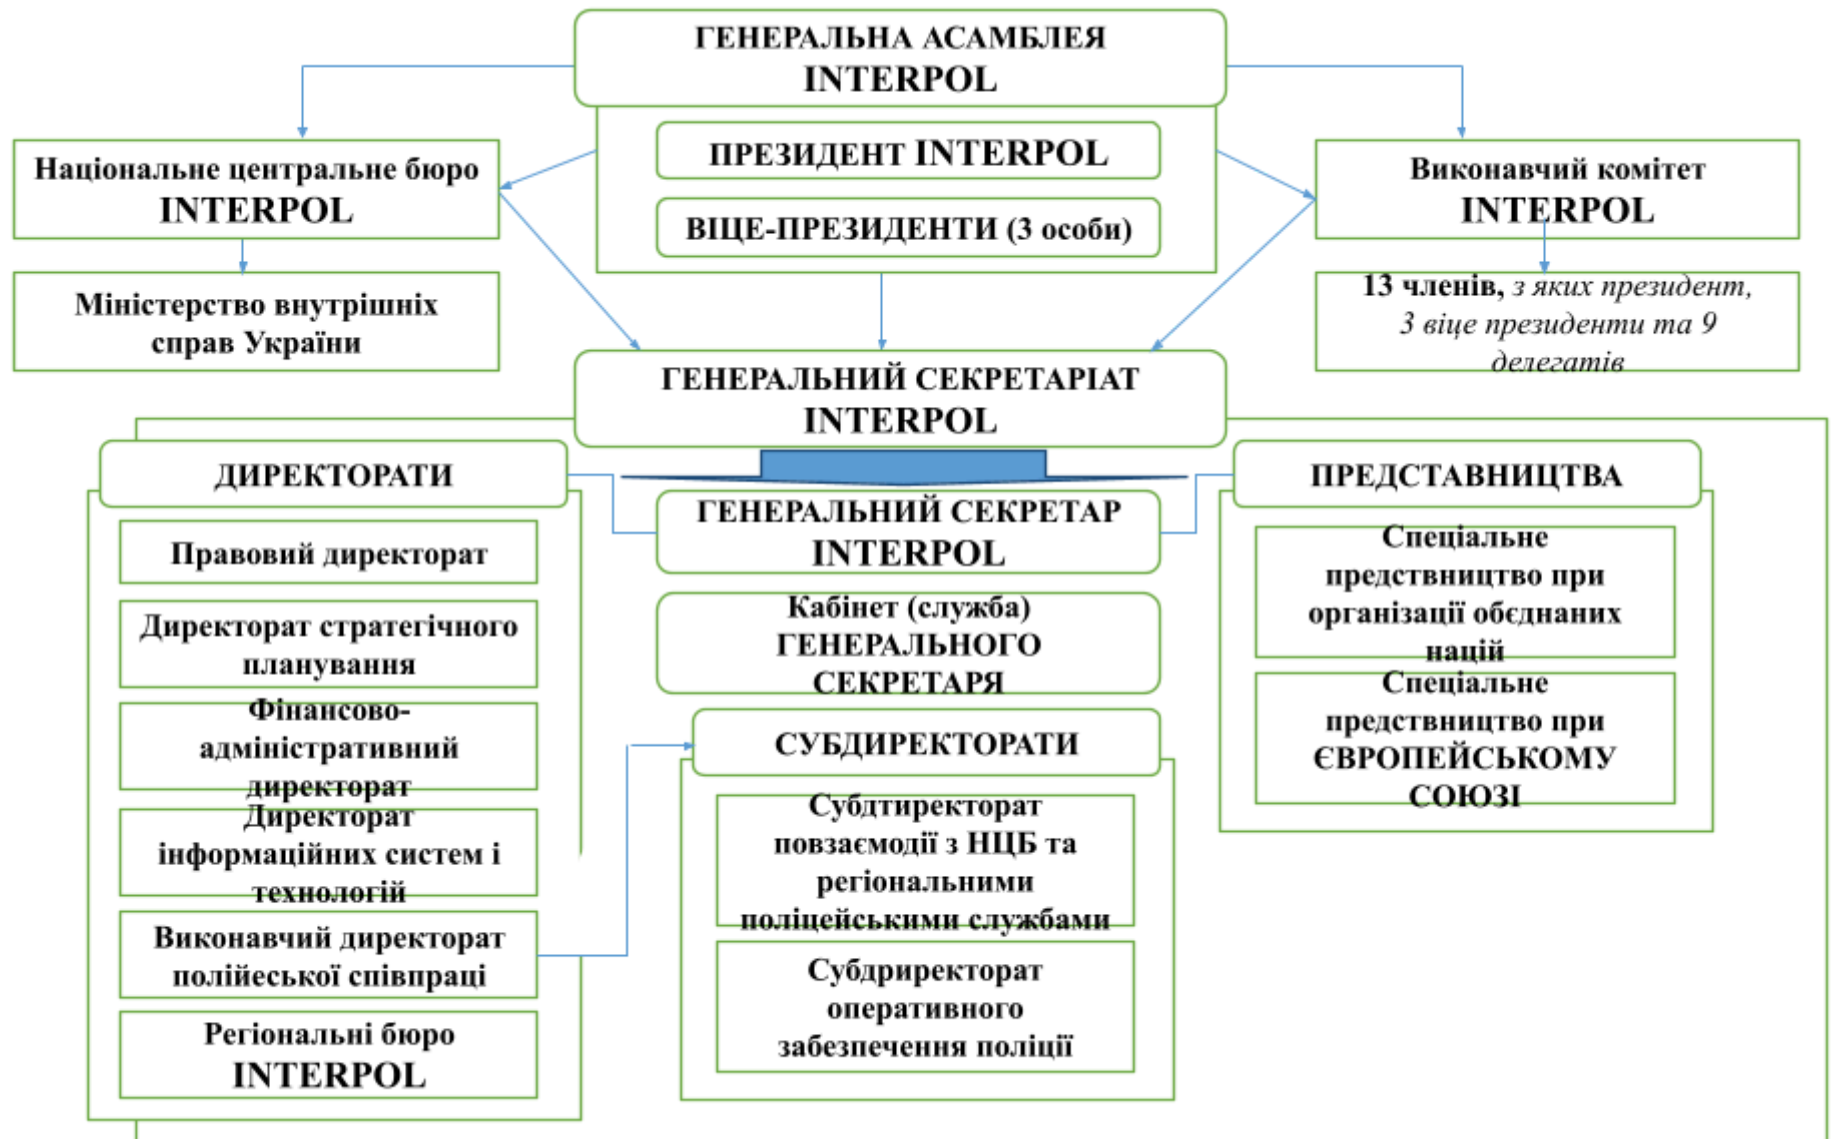 ГЕНЕРАЛЬНА АСАМБЛЕЯ
INTERPOL
ПРЕЗИДЕНТ INTERPOL
ВІЦЕ-ПРЕЗИДЕНТИ (3 особи)
Національне центральне бюро
INTERPOL
Міністерство внутрішніх
справ України
Виконавчий комітет
INTERPOL
13 членів, з яких президент,
3 віце президенти та 9
делегатів
ГЕНЕРАЛЬНИЙ СЕКРЕТАРІАТ
INTERPOL
ДИРЕКТОРАТИ
Правовий директорат
Директорат стратегічного
планування
Фінансово-
адміністративний
директорат
Директорат
інформаційних систем і
технологій
Виконавчий директорат
полійеської співпраці
Регіональні бюро
INTERPOL
ГЕНЕРАЛЬНИЙ СЕКРЕТАР
INTERPOL
Кабінет (служба)
ГЕНЕРАЛЬНОГО
СЕКРЕТАРЯ
СУБДИРЕКТОРАТИ
Субдтиректорат
повзаємодії з НЦБ та
регіональними
поліцейськими службами
Субдриректорат
оперативного
забезпечення поліції
ПРЕДСТАВНИЦТВА
Спеціальне
предствництво при
організації обєднаних
націй
Спеціальне
предствництво при
ЄВРОПЕЙСЬКОМУ
СОЮЗІ